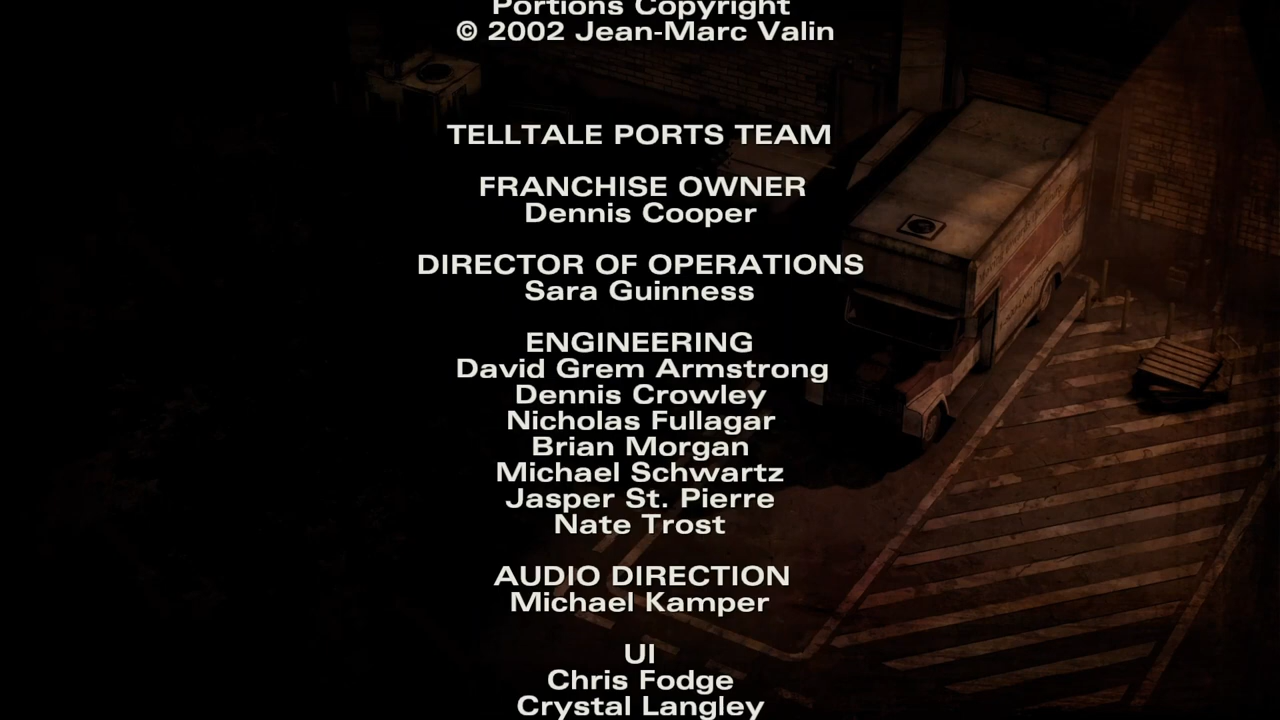 Portions Copyright
© 2002 Jean-Marc Valin
TELLTALE PORTS TEAM
FRANCHISE OWNER
Dennis Cooper
DIRECTOR OF OPERATIONS
Sara Guinness
ENGINEERING
David Grem Armstrong
Dennis Crowley
Nicholas Fullagar
Brian Morgan
Michael Schwartz
Jasper St. Pierre
Nate Trost
AUDIO DIRECTION
Michael Kamper
UI
Chris Fodge
Crystal Langley